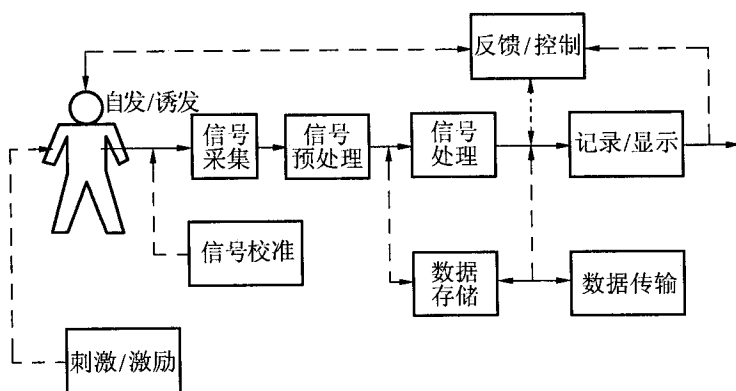 反馈/控制
自发/诱发
信号
采集
信号
预处理
信号
处理
记录/显示
信号校准
数据
存储
数据传输
刺激/激励